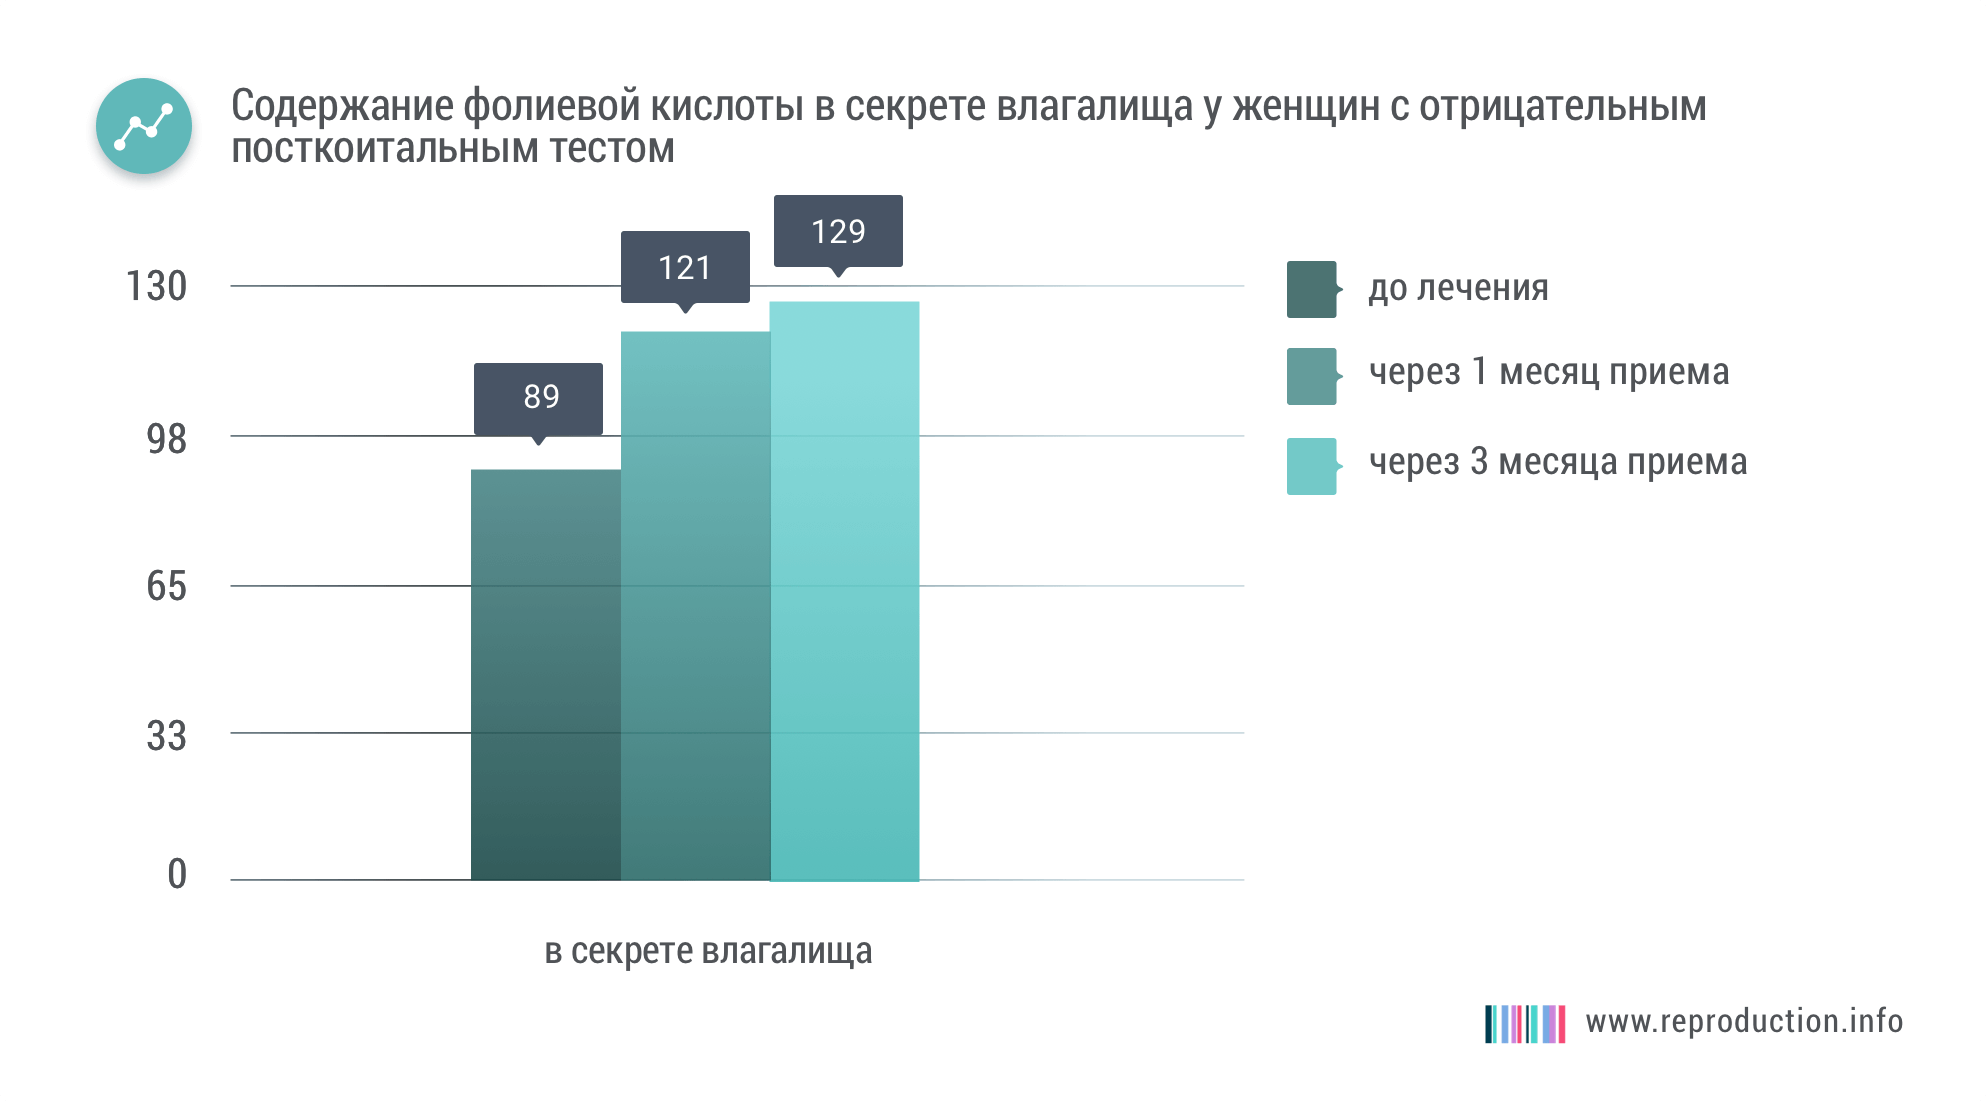 Содержание фолиевой кислоты в секрете влагалища у женщин с отрицательным
посткоитальным тестом
129
121
89
130
98
65
33
0
до лечения
через 1 месяц приема
через 3 месяца приема
в секрете влагалища
www.reproduction.info